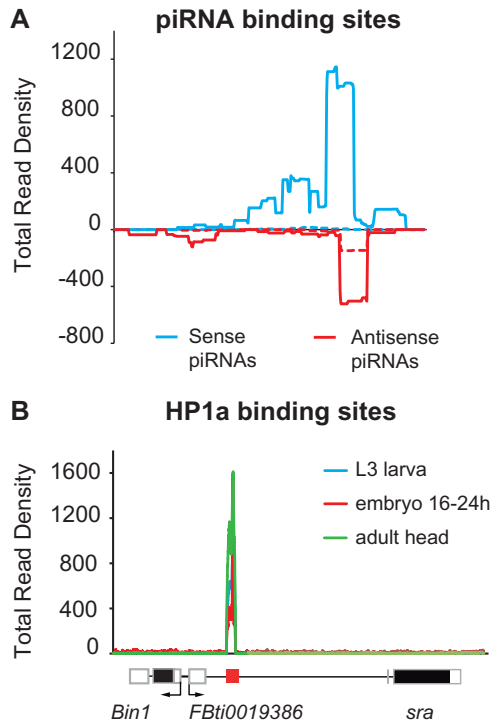 A piRNA binding sites
Total Read Density
1200
800
400
0
-400
-800
Sense piRNAs
Antisense piRNAs
B HP1a binding sites
Total Read Density
1600
1200
800
400
0
L3 larva
embryo 16-24h
adult head
Bin1 FBti0019386 sra